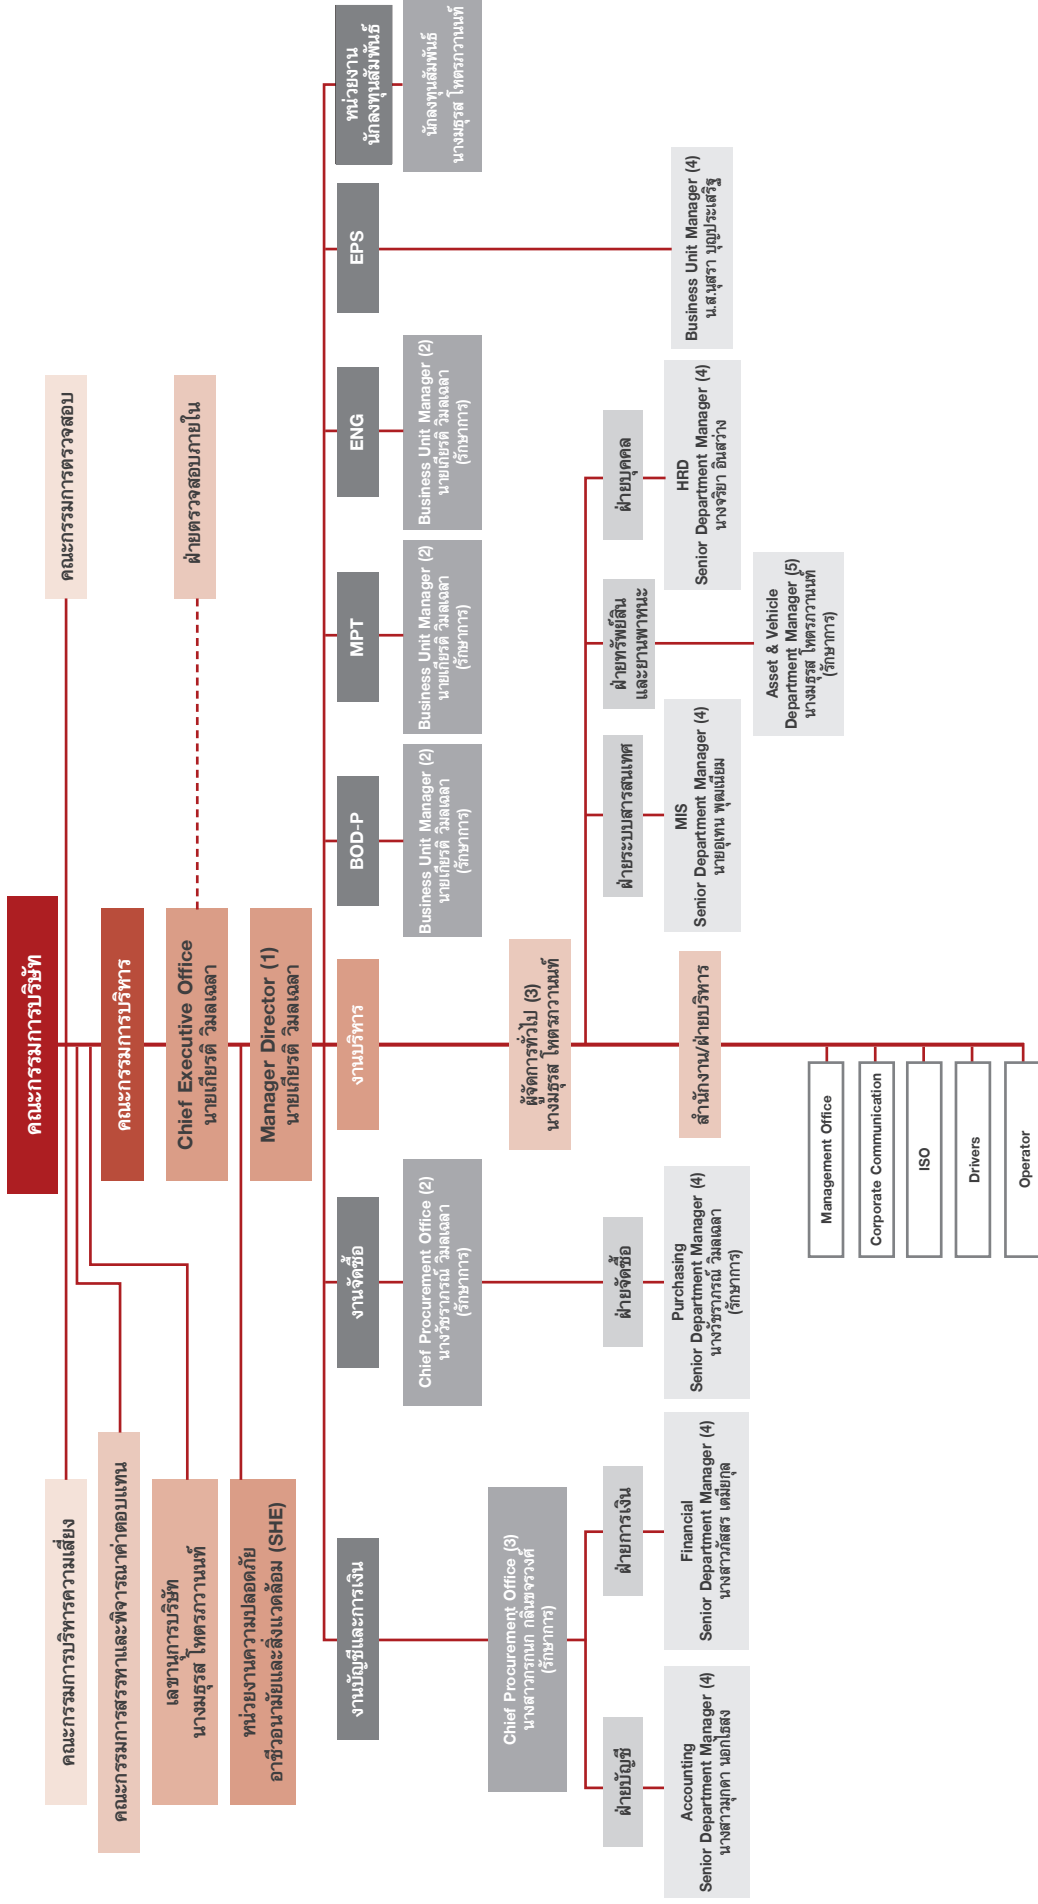 คณะกรรมการบริษัท
คณะกรรมการบริหารความเสี่ยง
คณะกรรมการตรวจสอบ
คณะกรรมการสรรหาและพิจารณาค่าตอบแทน
คณะกรรมการบริหาร
เลขานุการบริษัท
นางมธุรส โหตรภวานนท์
Chief Executive Office
นายเกียรติ วิมลเฉลา
ฝ่ายตรวจสอบภายใน
หน่วยงานความปลอดภัย
อาชีวอนามัยและสิ่งแวดล้อม (SHE)
Manager Director (1)
นายเกียรติ วิมลเฉลา
งานบัญชีและการเงิน
งานจัดซื้อ
งานบริหาร
BOD-P
MPT
ENG
EPS
หน่วยงาน
นักลงทุนสัมพันธ์
Chief Procurement Office (2)
นางวัชราภรณ์ วิมลเฉลา
(รักษาการ)
Business Unit Manager (2)
นายเกียรติ วิมลเฉลา
(รักษาการ)
Business Unit Manager (2)
นายเกียรติ วิมลเฉลา
(รักษาการ)
Business Unit Manager (2)
นายเกียรติ วิมลเฉลา
(รักษาการ)
นักลงทุนสัมพันธ์
นางมธุรส โหตรภวานนท์
Chief Procurement Office (3)
นางสาวกรกนก กลิ่นขจรวงศ์
(รักษาการ)
ผู้จัดการทั่วไป (3)
นางมธุรส โหตรภวานนท์
ฝ่ายบัญชี
ฝ่ายการเงิน
ฝ่ายจัดซื้อ
ฝ่ายระบบสารสนเทศ
ฝ่ายทรัพย์สิน
และยานพาหนะ
ฝ่ายบุคคล
Accounting
Senior Department Manager (4)
นางสาวมุกดา นอกไธสง
Financial
Senior Department Manager (4)
นางสาวภัสสร เตมียกุล
Purchasing
Senior Department Manager (4)
นางวัชราภรณ์ วิมลเฉลา
(รักษาการ)
สำนักงาน/ฝ่ายบริหาร
MIS
Senior Department Manager (4)
นายอุเทน พุฒเนียม
HRD
Senior Department Manager (4)
นางจริยา อินสว่าง
Business Unit Manager (4)
น.ส.นุสรา บุญประเสริฐ
Asset & Vehicle
Department Manager (5)
นางมธุรส โหตรภวานนท์
(รักษาการ)
Management Office
Corporate Communication
ISO
Drivers
Operator